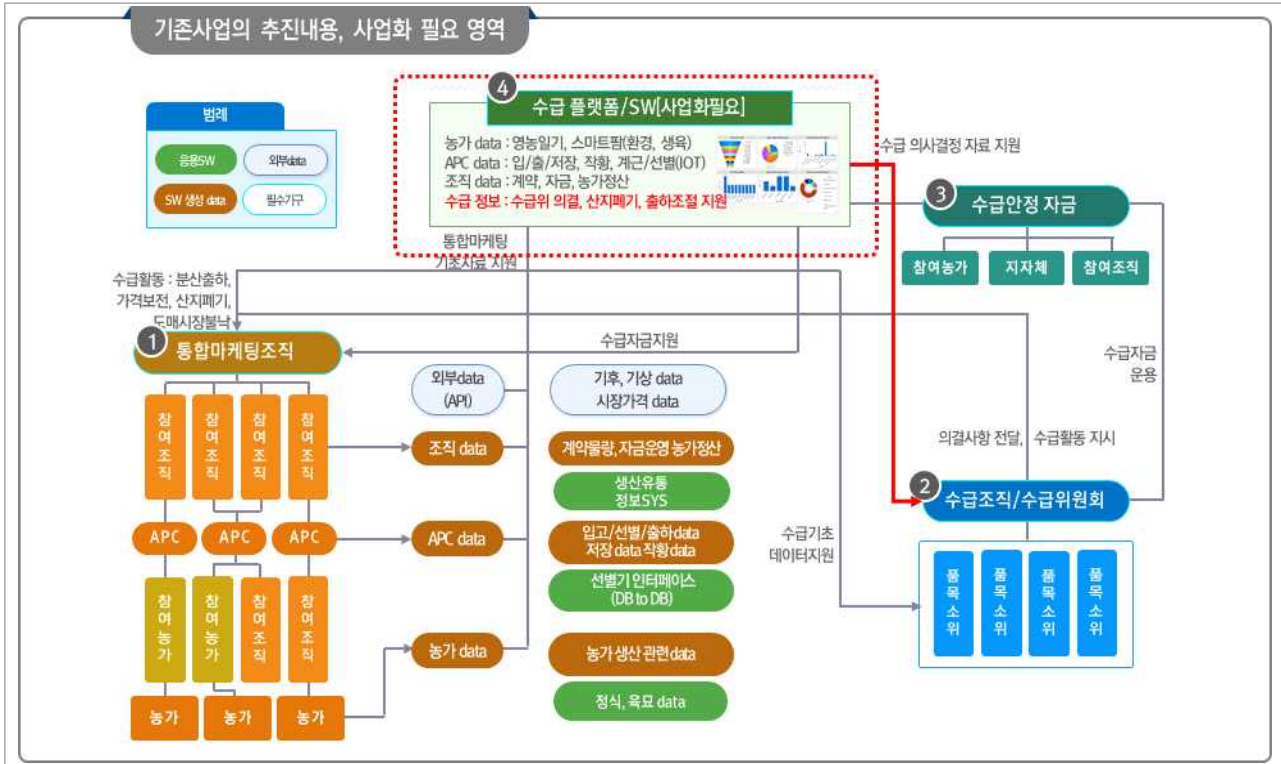 기존사업의 추진내용, 사업화 필요 영역
범례
응용SW
외부data
SW 생성 data
필수기구
4
수급 플랫폼/SW[사업화필요]
농가 data : 영농일기, 스마트팜(환경, 생육)
APC data : 입/출/저장, 작황, 계근/선별(IOT)
조직 data : 계약, 자금, 농가정산
수급 정보 : 수급위 의결, 산지폐기, 출하조절 지원
수급 의사결정 자료 지원
3
수급안정 자금
참여농가
지자체
참여조직
통합마케팅
기초자료 지원
수급활동 : 분산출하,
가격보전, 산지폐기,
도매시장불낙
1
통합마케팅조직
수급자금지원
수급자금
운용
참여조직
참여조직
참여조직
참여조직
외부data
(API)
기후, 기상 data
시장가격 data
조직 data
계약물량, 자금운영 농가정산
생산유통
정보SYS
의결사항 전달, 수급활동 지시
2
수급조직/수급위원회
APC
APC
APC
APC data
입고/선별/출하data
저장 data 작황data
선별기 인터페이스
(DB to DB)
수급기초
데이터지원
품목소위
품목소위
품목소위
품목소위
참여농가
참여농가
참여조직
참여조직
농가 data
농가 생산 관련 data
정식, 육묘 data
농가
농가
농가